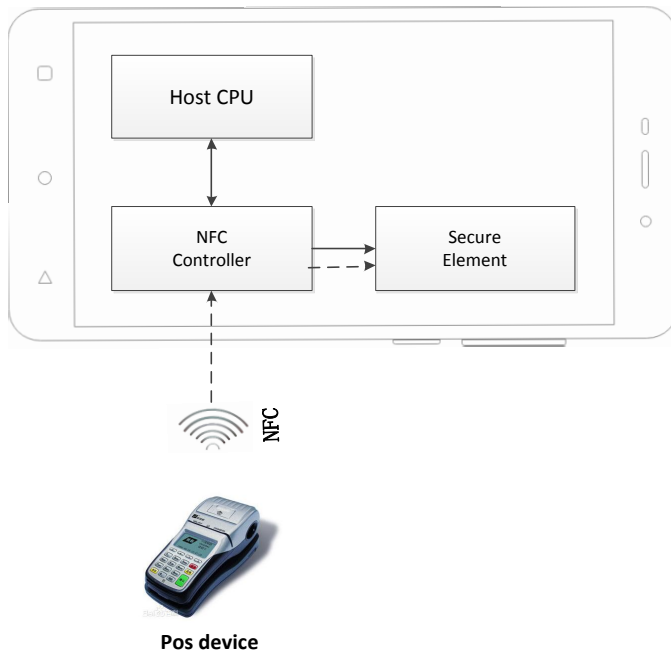 Host CPU
NFC
Controller
Secure
Element
NFC
Pos device